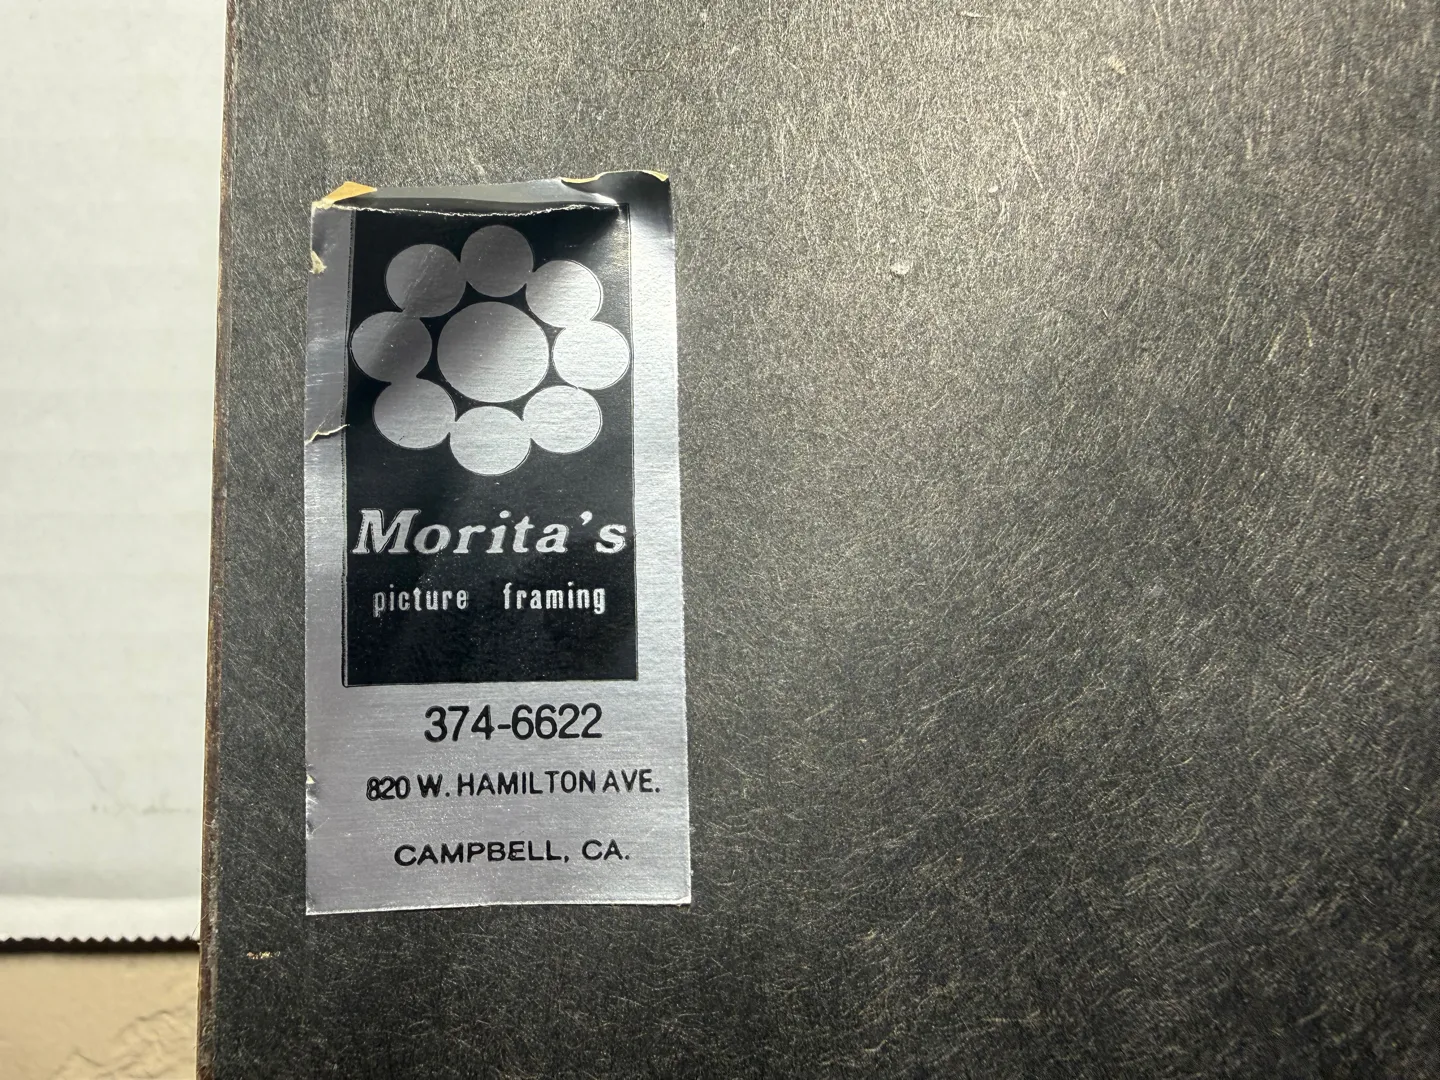 Morita's
picture framing
374-6622
820 W. HAMILTON AVE.
CAMPBELL, CA.